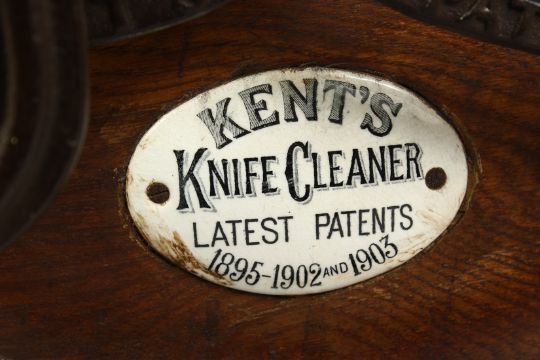 KENT'S
KNIFE CLEANER
LATEST PATENTS
1895-1902 AND 1903